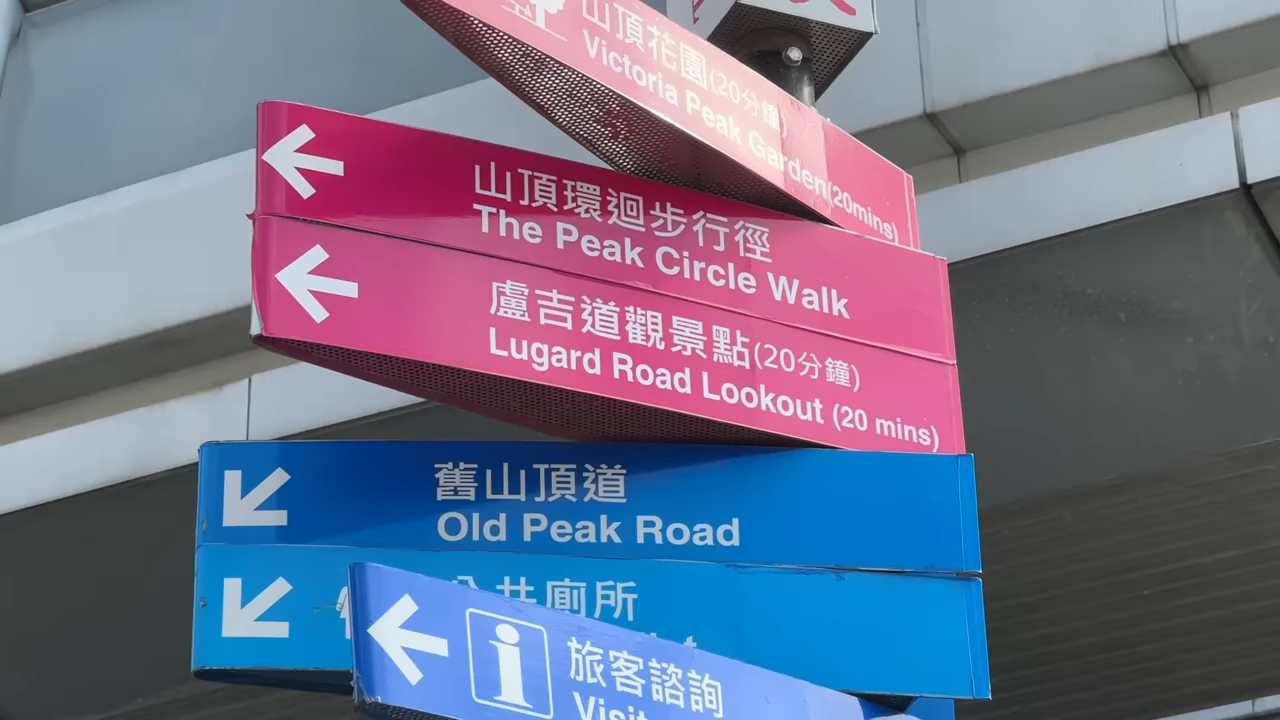 山頂花園(20分鐘)
Victoria Peak Garden(20mins)
山頂環迴步行徑
The Peak Circle Walk
盧吉道觀景點(20分鐘)
Lugard Road Lookout (20 mins)
舊山頂道
Old Peak Road
公共廁所
旅客諮詢